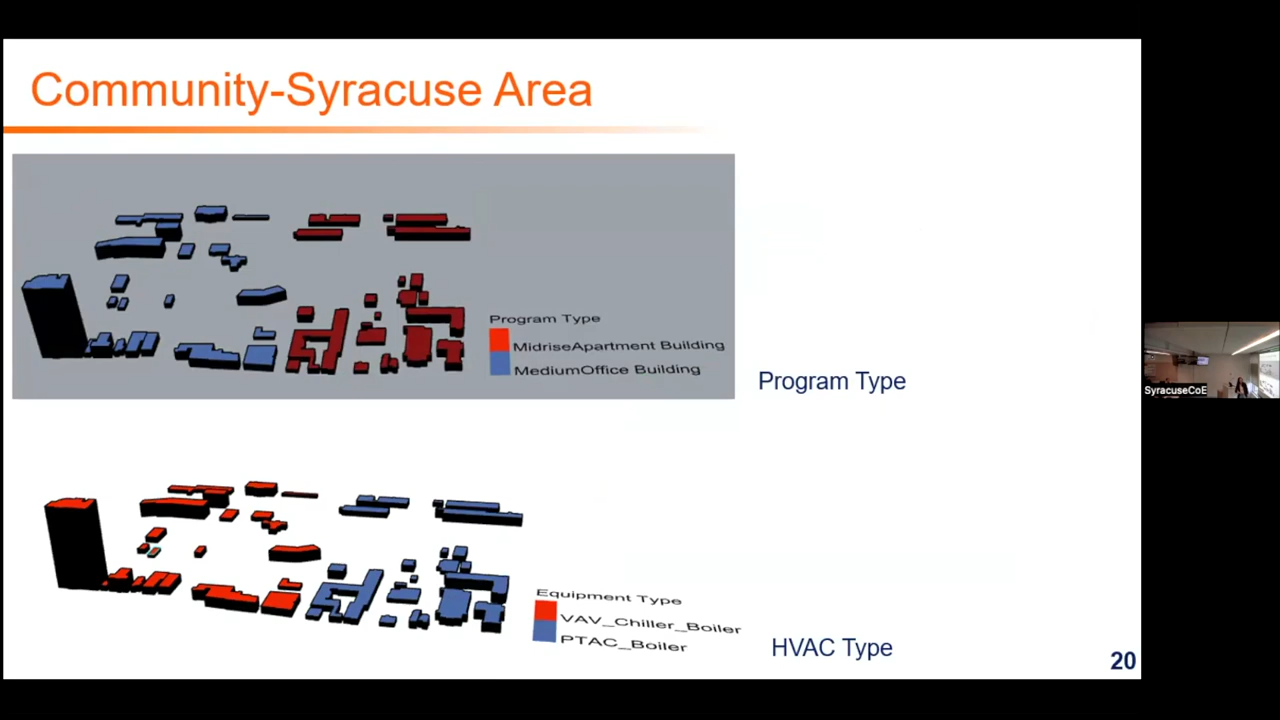 Community-Syracuse Area
Program Type
MidriseApartment Building
MediumOffice Building
Program Type
SyracuseCoE
Equipment Type
VAV_Chiller_Boiler
PTAC_Boiler
HVAC Type
20